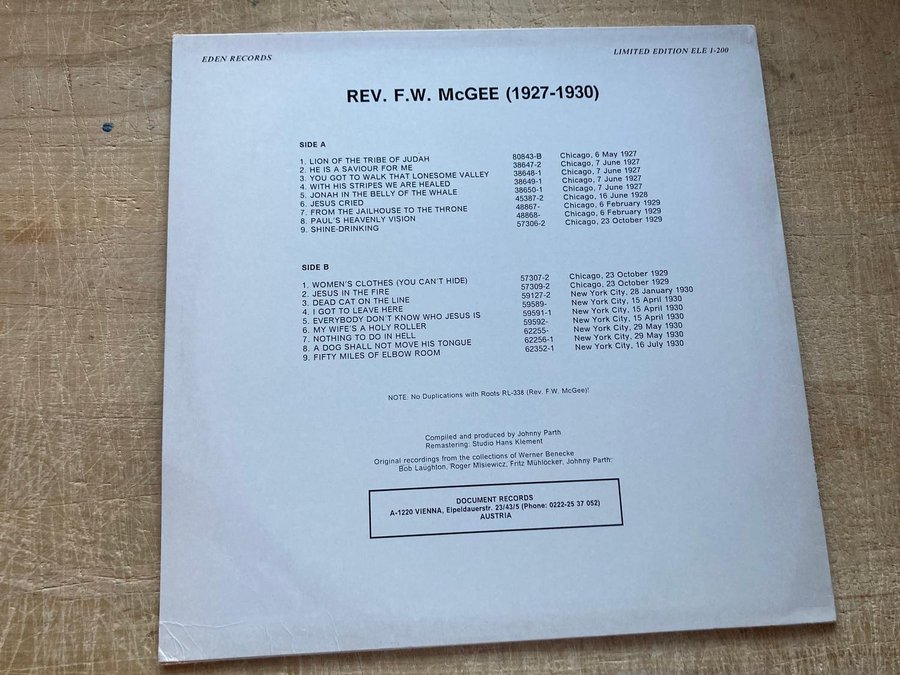 EDEN RECORDS
LIMITED EDITION ELE 1-200
REV. F.W. McGEE (1927-1930)
SIDE A
1. LION OF THE TRIBE OF JUDAH 80843-B Chicago, 6 May 1927
2. HE IS A SAVIOUR FOR ME 38647-2 Chicago, 7 June 1927
3. YOU GOT TO WALK THAT LONESOME VALLEY 38648-1 Chicago, 7 June 1927
4. WITH HIS STRIPES WE ARE HEALED 38649-1 Chicago, 7 June 1927
5. JONAH IN THE BELLY OF THE WHALE 38650-1 Chicago, 7 June 1927
6. JESUS CRIED 45387-2 Chicago, 16 June 1928
7. FROM THE JAILHOUSE TO THE THRONE 48867- Chicago, 6 February 1929
8. PAUL'S HEAVENLY VISION 48868- Chicago, 6 February 1929
9. SHINE-DRINKING 57306-2 Chicago, 23 October 1929
SIDE B
1. WOMEN'S CLOTHES (YOU CAN'T HIDE) 57307-2 Chicago, 23 October 1929
2. JESUS IN THE FIRE 57309-2 Chicago, 23 October 1929
3. DEAD CAT ON THE LINE 59127-2 New York City, 28 January 1930
4. I GOT TO LEAVE HERE 59589- New York City, 15 April 1930
5. EVERYBODY DON'T KNOW WHO JESUS IS 59591-1 New York City, 15 April 1930
6. MY WIFE'S A HOLY ROLLER 59592- New York City, 15 April 1930
7. NOTHING TO DO IN HELL 62255- New York City, 29 May 1930
8. A DOG SHALL NOT MOVE HIS TONGUE 62256-1 New York City, 29 May 1930
9. FIFTY MILES OF ELBOW ROOM 62352-1 New York City, 16 July 1930
NOTE: No Duplications with Roots RL-338 (Rev. F.W. McGee)!
Compiled and produced by Johnny Parth
Remastering: Studio Hans Klement
Original recordings from the collections of Werner Benecke
Bob Laughton, Roger Misiewicz, Fritz Mühlöcker, Johnny Parth:
DOCUMENT RECORDS
A-1220 VIENNA, Eipeldauerstr. 23/43/5 (Phone: 0222-25 37 052)
AUSTRIA